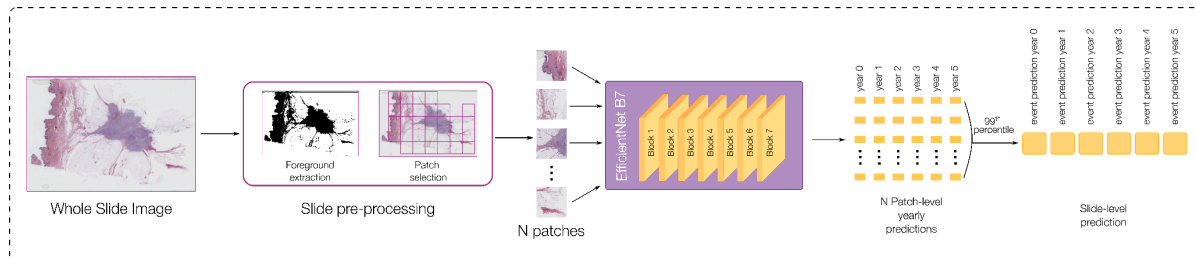 Whole Slide Image
Foreground
extraction
Patch
selection
Slide pre-processing
N patches
EfficientNet B7
Block 1
Block 2
Block 3
Block 4
Block 5
Block 6
Block 7
year 0
year 1
year 2
year 3
year 4
year 5
N Patch-level
yearly
predictions
99th
percentile
event prediction year 0
event prediction year 1
event prediction year 2
event prediction year 3
event prediction year 4
event prediction year 5
Slide-level
prediction